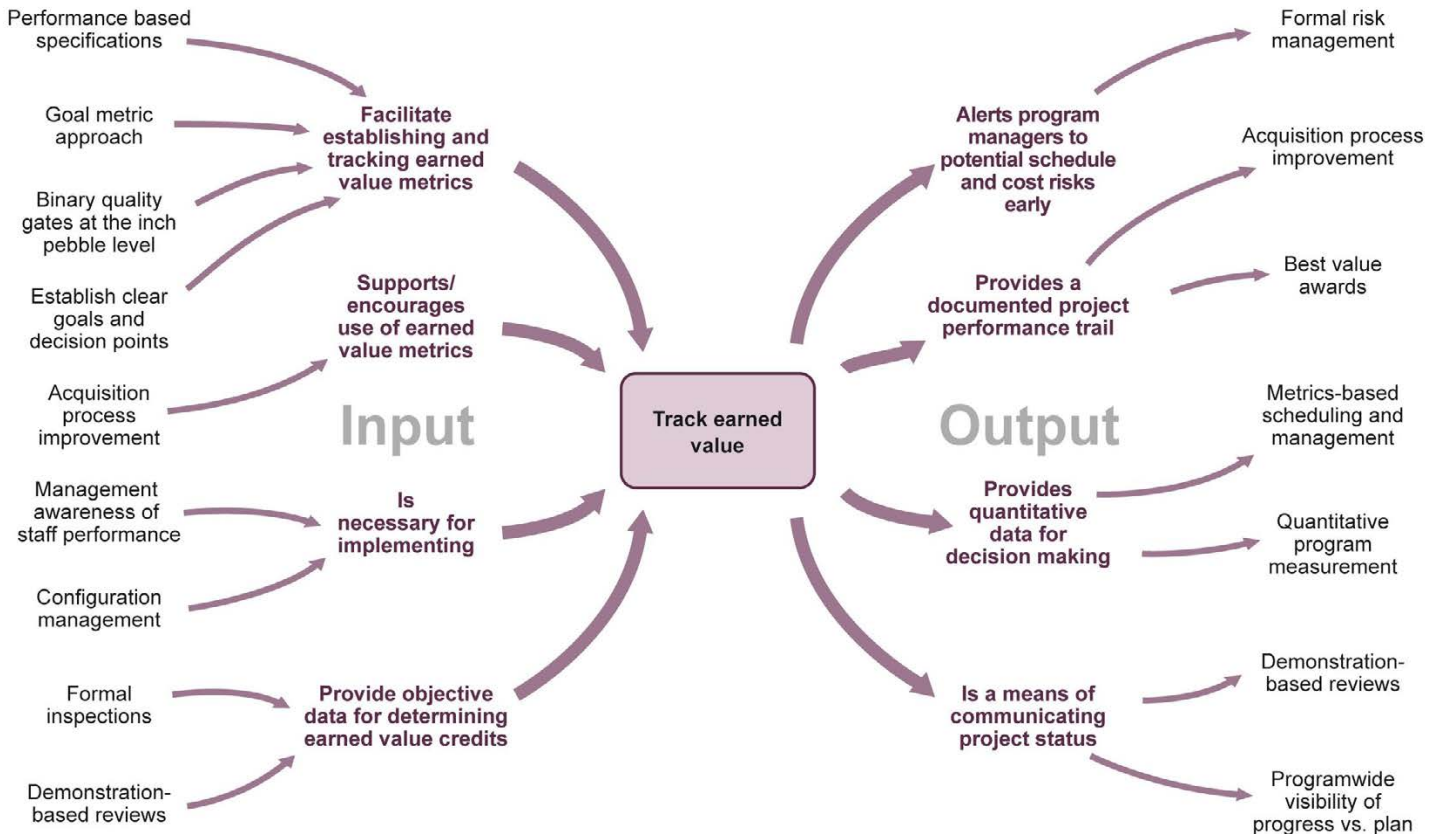 Performance based
specifications
Goal metric
approach
Binary quality
gates at the inch
pebble level
Establish clear
goals and
decision points
Acquisition
process
improvement
Management
awareness of
staff performance
Configuration
management
Formal
inspections
Demonstration-
based reviews
Facilitate
establishing and
tracking earned
value metrics
Supports/
encourages
use of earned
value metrics
Input
Is
necessary for
implementing
Provide objective
data for determining
earned value credits
Track earned
value
Alerts program
managers to
potential schedule
and cost risks
early
Provides a
documented project
performance trail
Output
Provides
quantitative
data for
decision making
Is a means of
communicating
project status
Formal risk
management
Acquisition process
improvement
Best value
awards
Metrics-based
scheduling and
management
Quantitative
program
measurement
Demonstration-
based reviews
Programwide
visibility of
progress vs. plan